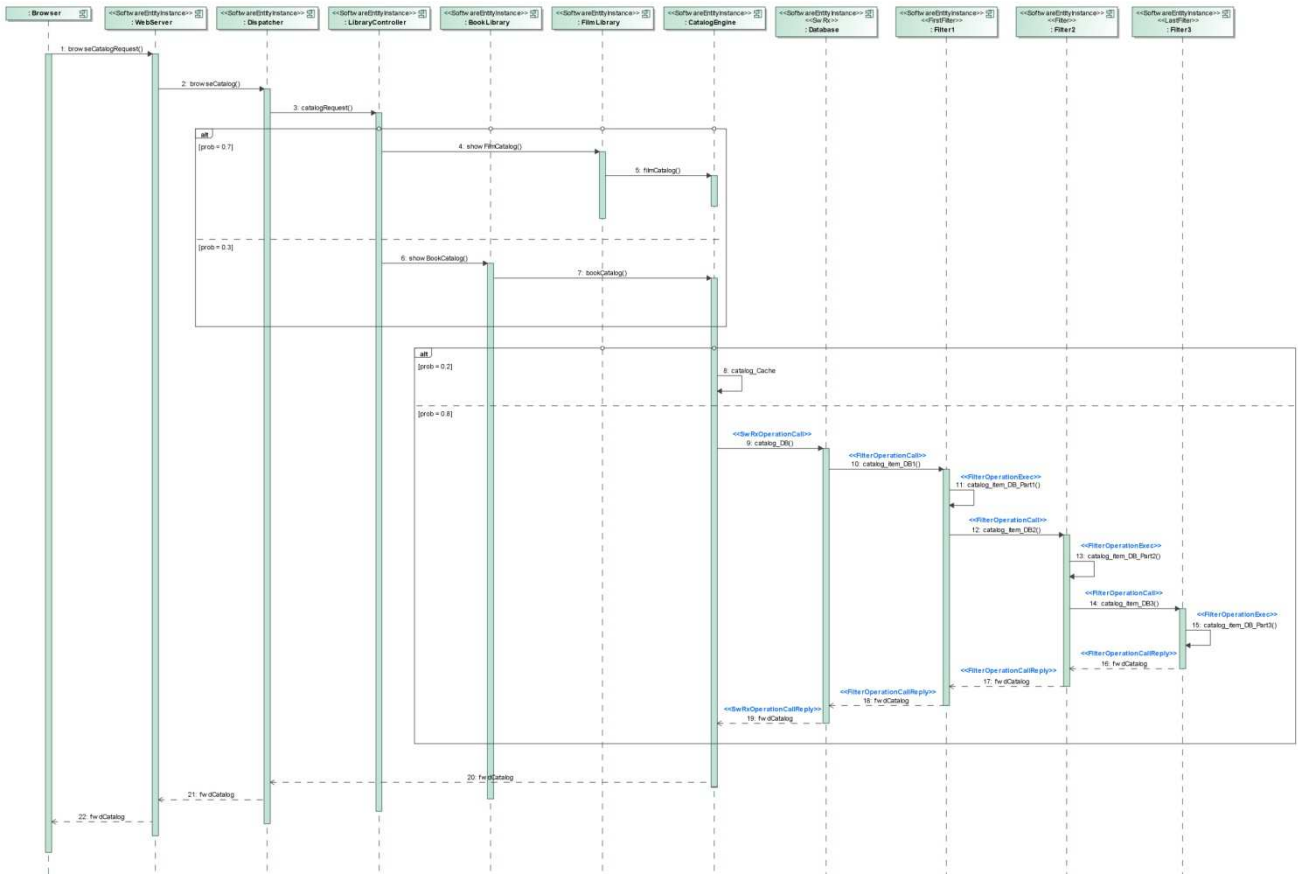 : Browser
<<SoftwareEntityInstance>>
: WebServer
<<SoftwareEntityInstance>>
: Dispatcher
<<SoftwareEntityInstance>>
: LibraryController
<<SoftwareEntityInstance>>
: BookLibrary
<<SoftwareEntityInstance>>
: FilmLibrary
<<SoftwareEntityInstance>>
: CatalogEngine
<<SoftwareEntityInstance>>
<<Sw.Rx>>
: Database
<<SoftwareEntityInstance>>
<<FirstFilter>>
: Filter1
<<SoftwareEntityInstance>>
<<Filter>>
: Filter2
<<SoftwareEntityInstance>>
<<LastFilter>>
: Filter3
1: browseCatalogRequest()
2: browseCatalog()
3: catalogRequest()
alt
[prob = 0.7]
4: showFilmCatalog()
5: filmCatalog()
[prob = 0.3]
6: showBookCatalog()
7: bookCatalog()
alt
[prob = 0.2]
8: catalog_Cache
[prob = 0.8]
<<SwRxOperationCall>>
9: catalog_DB()
<<FilterOperationCall>>
10: catalog_item_DB1()
<<FilterOperationExec>>
11: catalog_item_DB_Part1()
<<FilterOperationCall>>
12: catalog_item_DB2()
<<FilterOperationExec>>
13: catalog_item_DB_Part2()
<<FilterOperationCall>>
14: catalog_item_DB3()
<<FilterOperationExec>>
15: catalog_item_DB_Part3()
<<FilterOperationCallReply>>
16: fwdCatalog
<<FilterOperationCallReply>>
17: fwdCatalog
<<FilterOperationCallReply>>
18: fwdCatalog
<<SwRxOperationCallReply>>
19: fwdCatalog
20: fwdCatalog
21: fwdCatalog
22: fwdCatalog